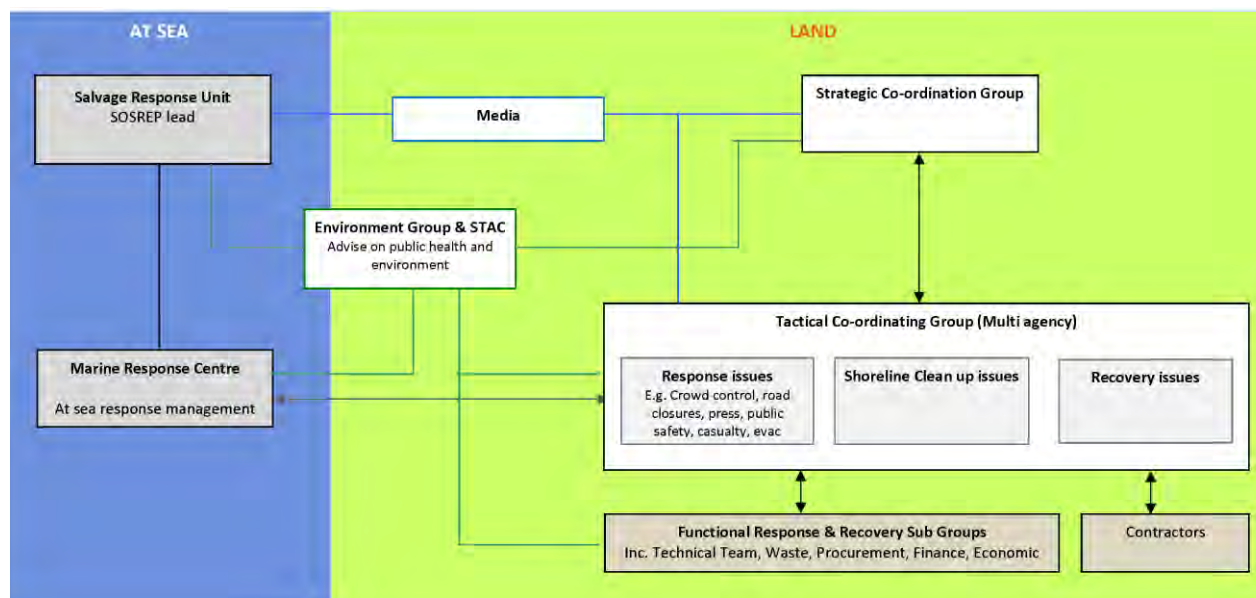 AT SEA
LAND
Salvage Response Unit
SOSREP lead
Media
Strategic Co-ordination Group
Environment Group & STAC
Advise on public health and
environment
Tactical Co-ordinating Group (Multi agency)
Marine Response Centre
At sea response management
Response issues
E.g. Crowd control, road
closures, press, public
safety, casualty, evac
Shoreline Clean up issues
Recovery issues
Functional Response & Recovery Sub Groups
Inc. Technical Team, Waste, Procurement, Finance, Economic
Contractors